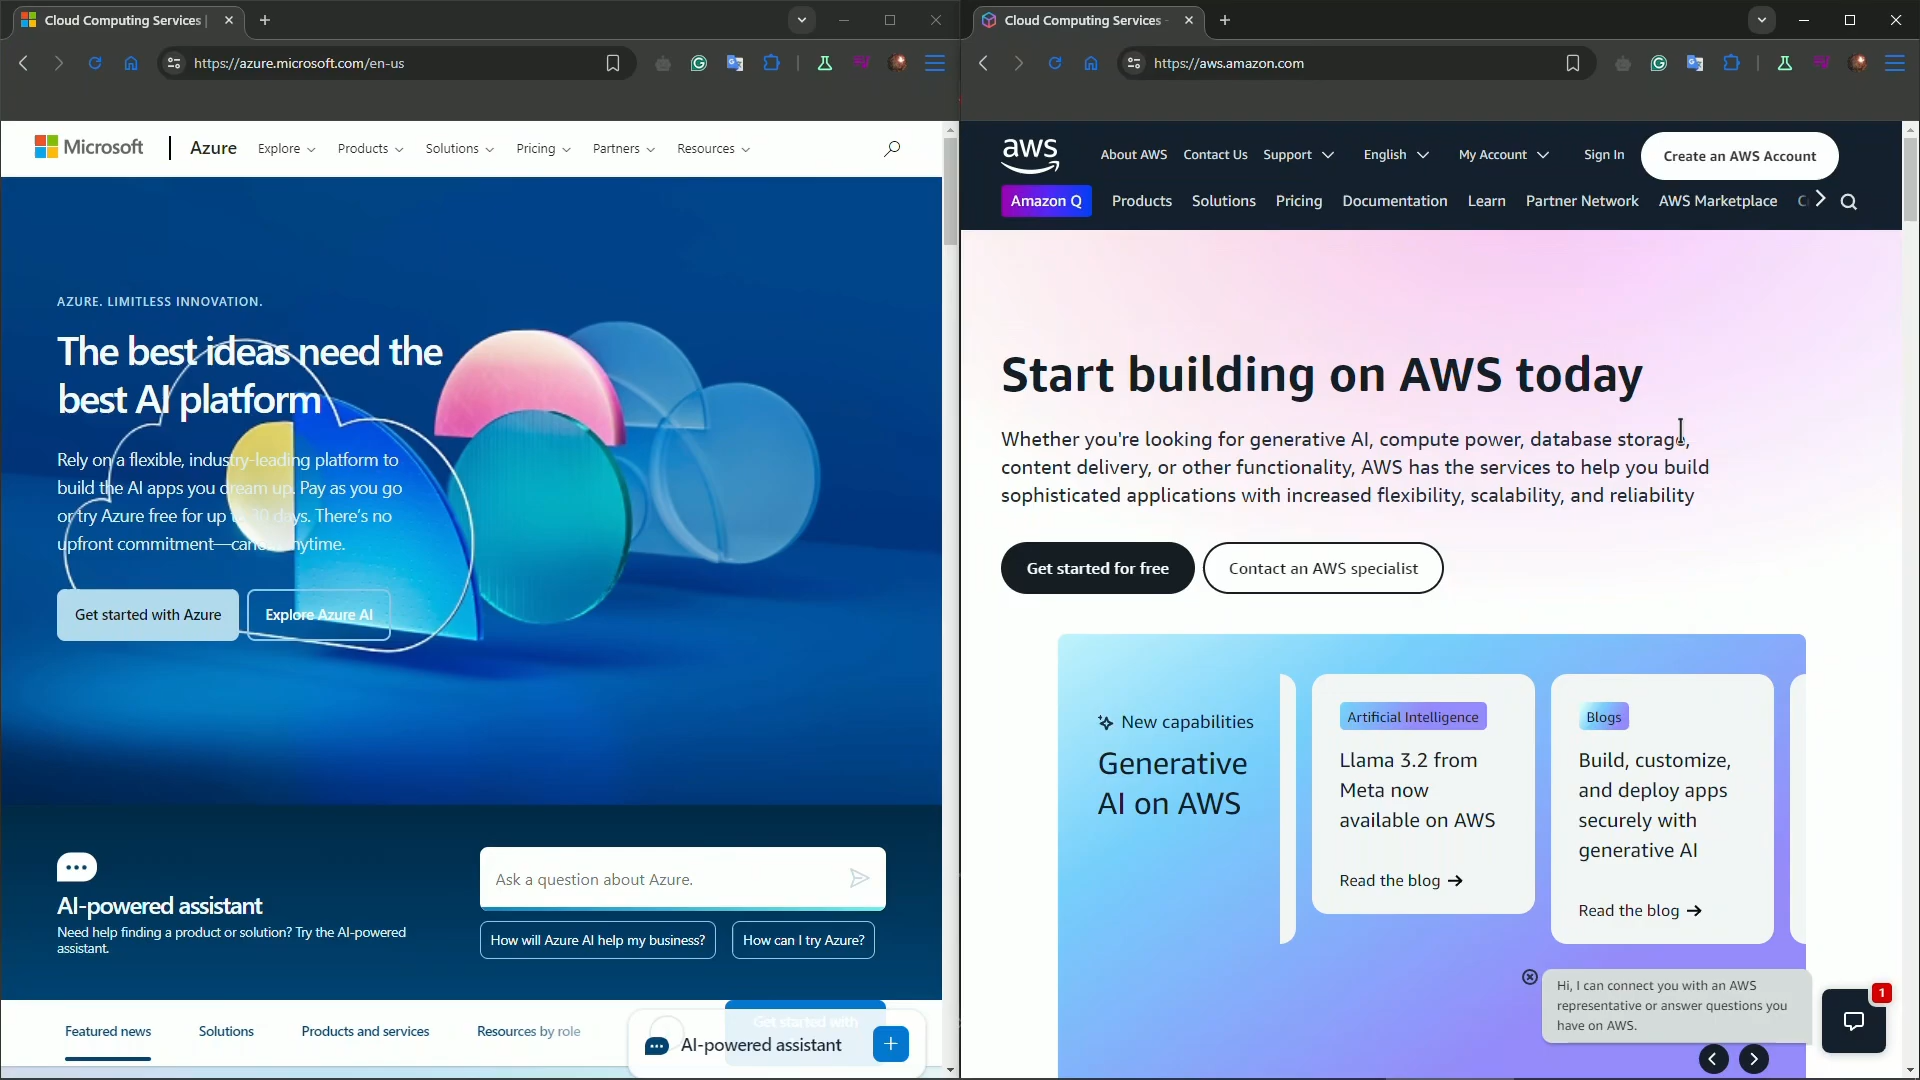 Cloud Computing Services |
https://azure.microsoft.com/en-us
Microsoft
Azure
Explore
Products
Solutions
Pricing
Partners
Resources
AZURE. LIMITLESS INNOVATION.
The best ideas need the
best AI platform
Rely on a flexible, industry-leading platform to
build the AI apps you dream up. Pay as you go
or try Azure free for up to 30 days. There's no
upfront commitment—cancel anytime.
Get started with Azure
Explore Azure AI
AI-powered assistant
Need help finding a product or solution? Try the AI-powered
assistant.
Ask a question about Azure.
How will Azure AI help my business?
How can I try Azure?
Featured news
Solutions
Products and services
Resources by role
Get started with
AI-powered assistant
Cloud Computing Services -
https://aws.amazon.com
aws
About AWS
Contact Us
Support
English
My Account
Sign In
Create an AWS Account
Amazon Q
Products
Solutions
Pricing
Documentation
Learn
Partner Network
AWS Marketplace
Start building on AWS today
Whether you're looking for generative AI, compute power, database storage,
content delivery, or other functionality, AWS has the services to help you build
sophisticated applications with increased flexibility, scalability, and reliability
Get started for free
Contact an AWS specialist
New capabilities
Generative
AI on AWS
Artificial Intelligence
Llama 3.2 from
Meta now
available on AWS
Read the blog
Blogs
Build, customize,
and deploy apps
securely with
generative AI
Read the blog
Hi, I can connect you with an AWS
representative or answer questions you
have on AWS.
1